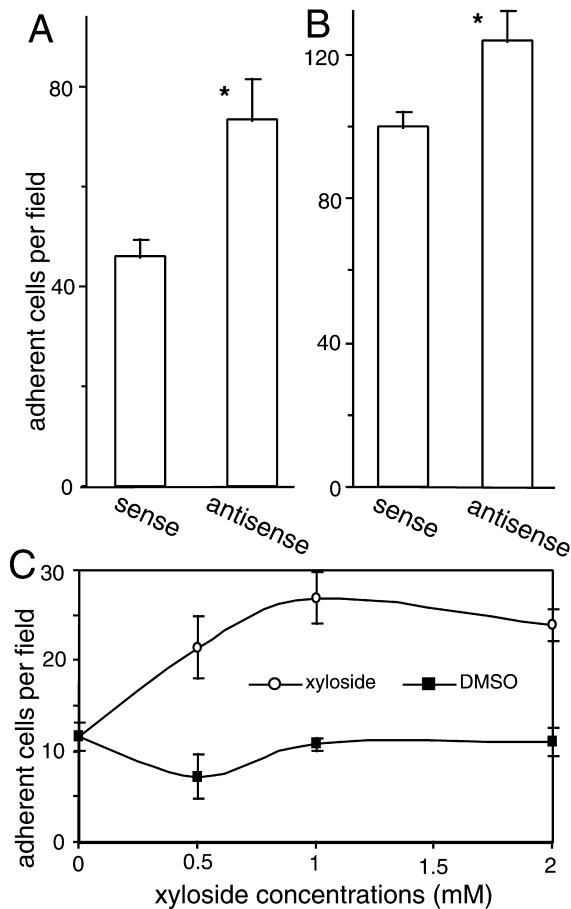 A
B
adherent cells per field
80
40
0
*
sense
antisense
120
80
40
0
*
sense
antisense
C
adherent cells per field
30
20
10
0
xyloside
DMSO
0
0.5
1
1.5
2
xyloside concentrations (mM)